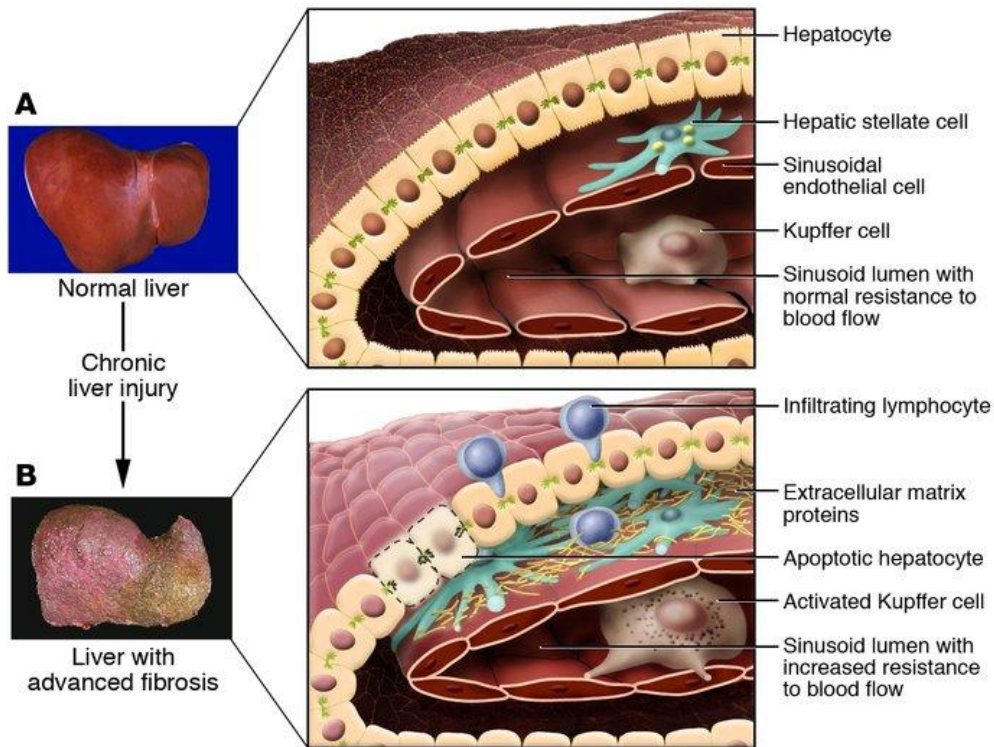 A
Normal liver
Chronic
liver injury
B
Liver with
advanced fibrosis
Hepatocyte
Hepatic stellate cell
Sinusoidal
endothelial cell
Kupffer cell
Sinusoid lumen with
normal resistance to
blood flow
Infiltrating lymphocyte
Extracellular matrix
proteins
Apoptotic hepatocyte
Activated Kupffer cell
Sinusoid lumen with
increased resistance
to blood flow